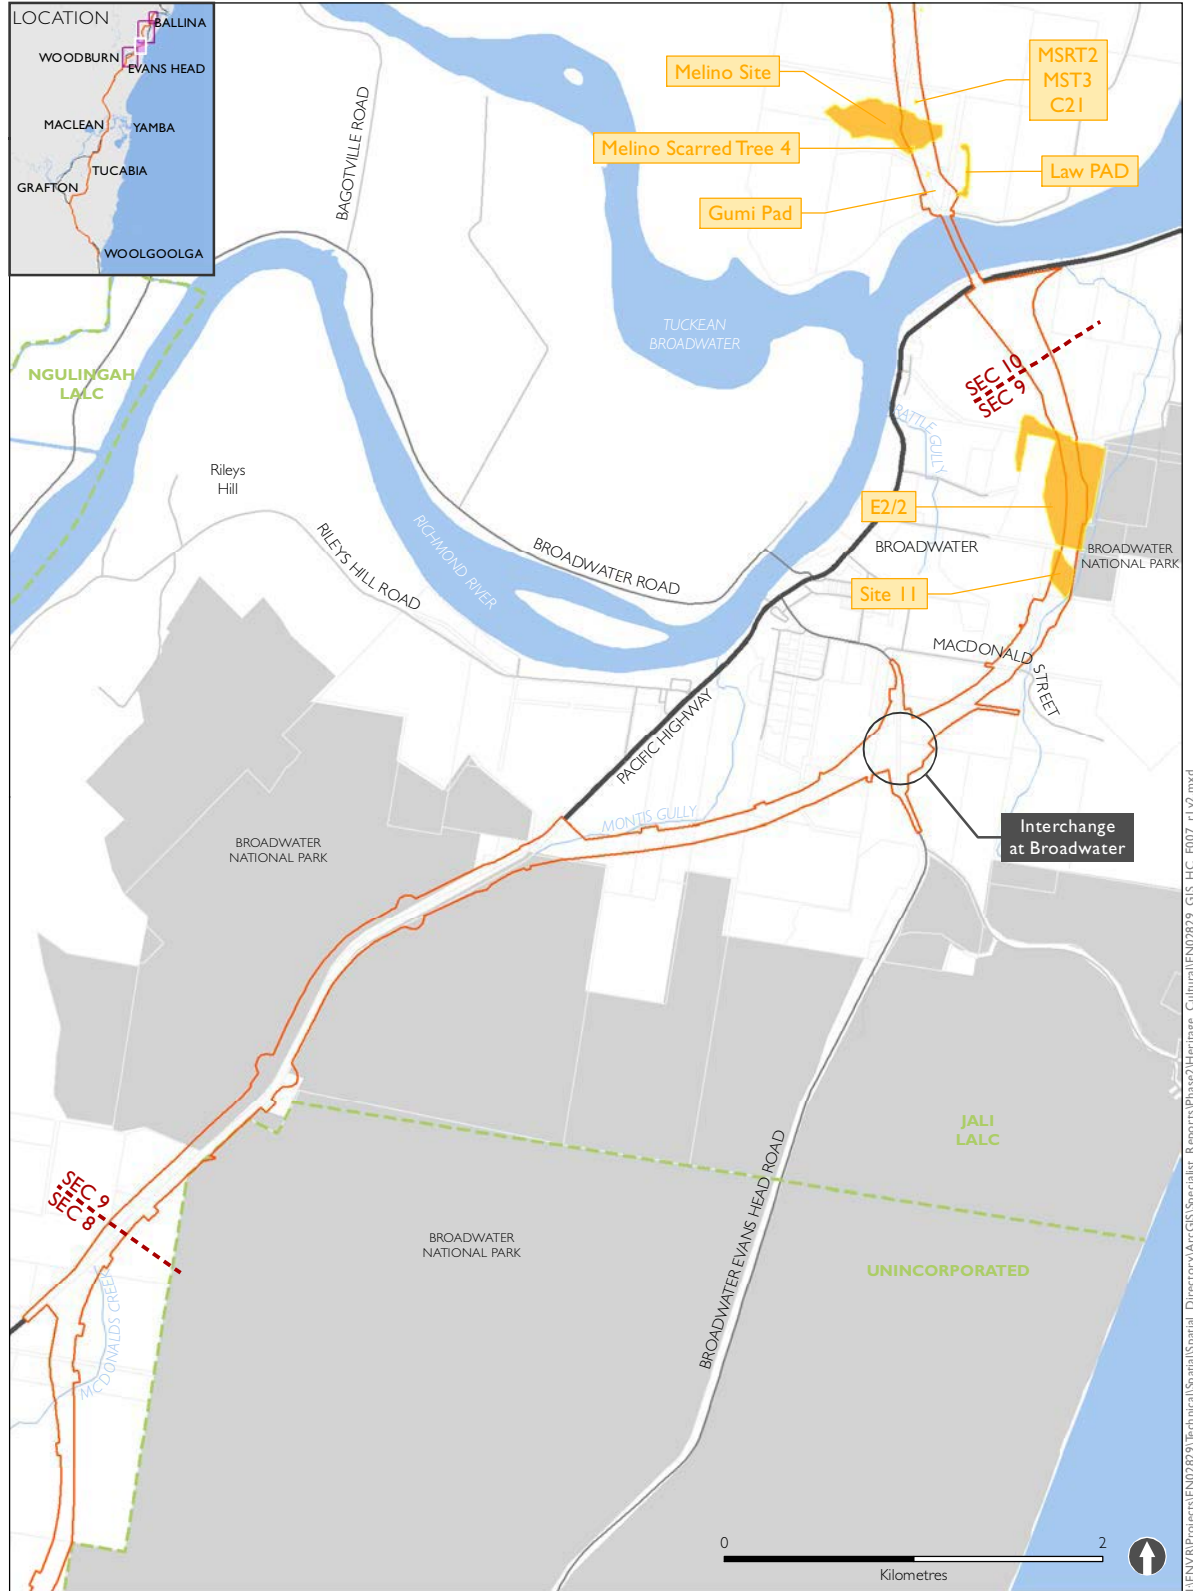 LOCATION
BALLINA
WOODBURN
EVANS HEAD
MACLEAN
YAMBA
TUCABIA
GRAFTON
WOOLGOOLGA
BAGOTVILLE ROAD
Melino Site
MSRT2
MST3
C21
Melino Scarred Tree 4
Law PAD
Gumi Pad
TUCKEAN
BROADWATER
NGULINGAH
LALC
SEC 10
SEC 9
BATTLE GULLY
Rileys
Hill
E2/2
RICHMOND RIVER
RILEYS HILL ROAD
BROADWATER ROAD
BROADWATER
BROADWATER
NATIONAL PARK
Site 11
MACDONALD STREET
PACIFIC HIGHWAY
MONTIS GULLY
Interchange
at Broadwater
BROADWATER
NATIONAL PARK
JALI
LALC
SEC 9
SEC 8
BROADWATER
NATIONAL PARK
BROADWATER EVANS HEAD ROAD
UNINCORPORATED
MCDONALDS CREEK
0
2
Kilometres